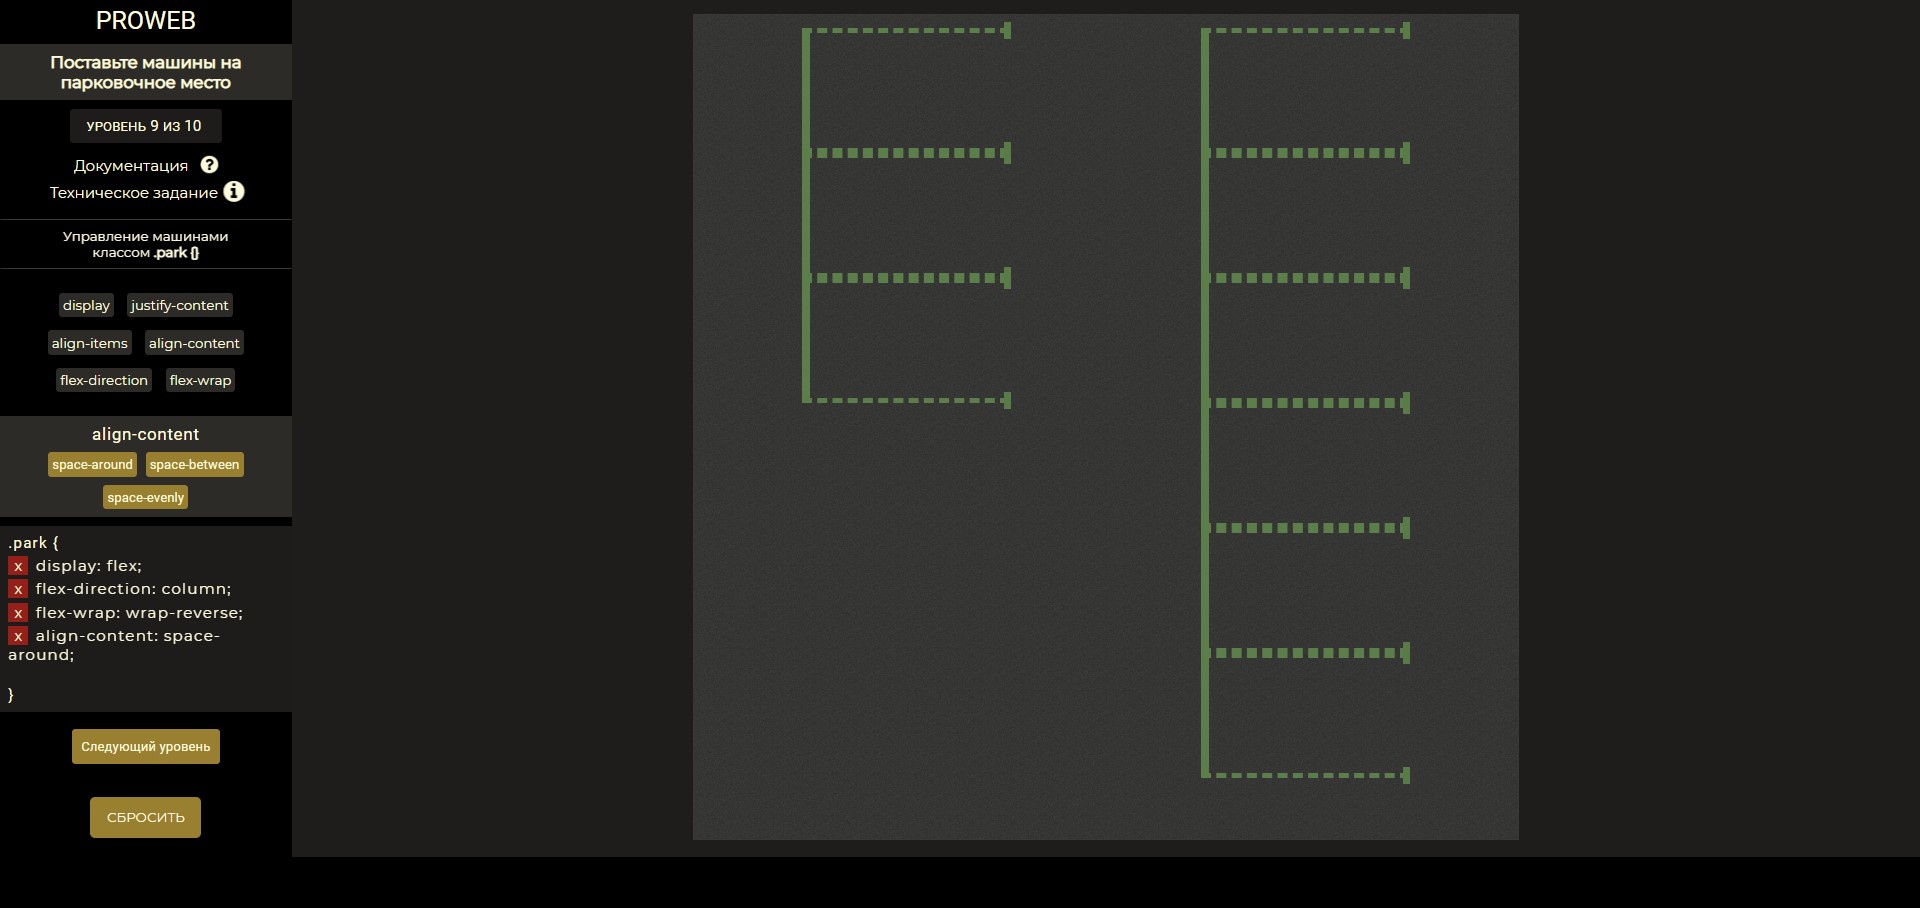 PROWEB
Поставьте машины на
парковочное место
УРОВЕНЬ 9 ИЗ 10
Документация ?
Техническое задание i
Управление машинами
классом .park {}
display justify-content
align-items align-content
flex-direction flex-wrap
align-content
space-around space-between
space-evenly
.park {
x display: flex;
x flex-direction: column;
x flex-wrap: wrap-reverse;
x align-content: space-
around;
}
Следующий уровень
СБРОСИТЬ